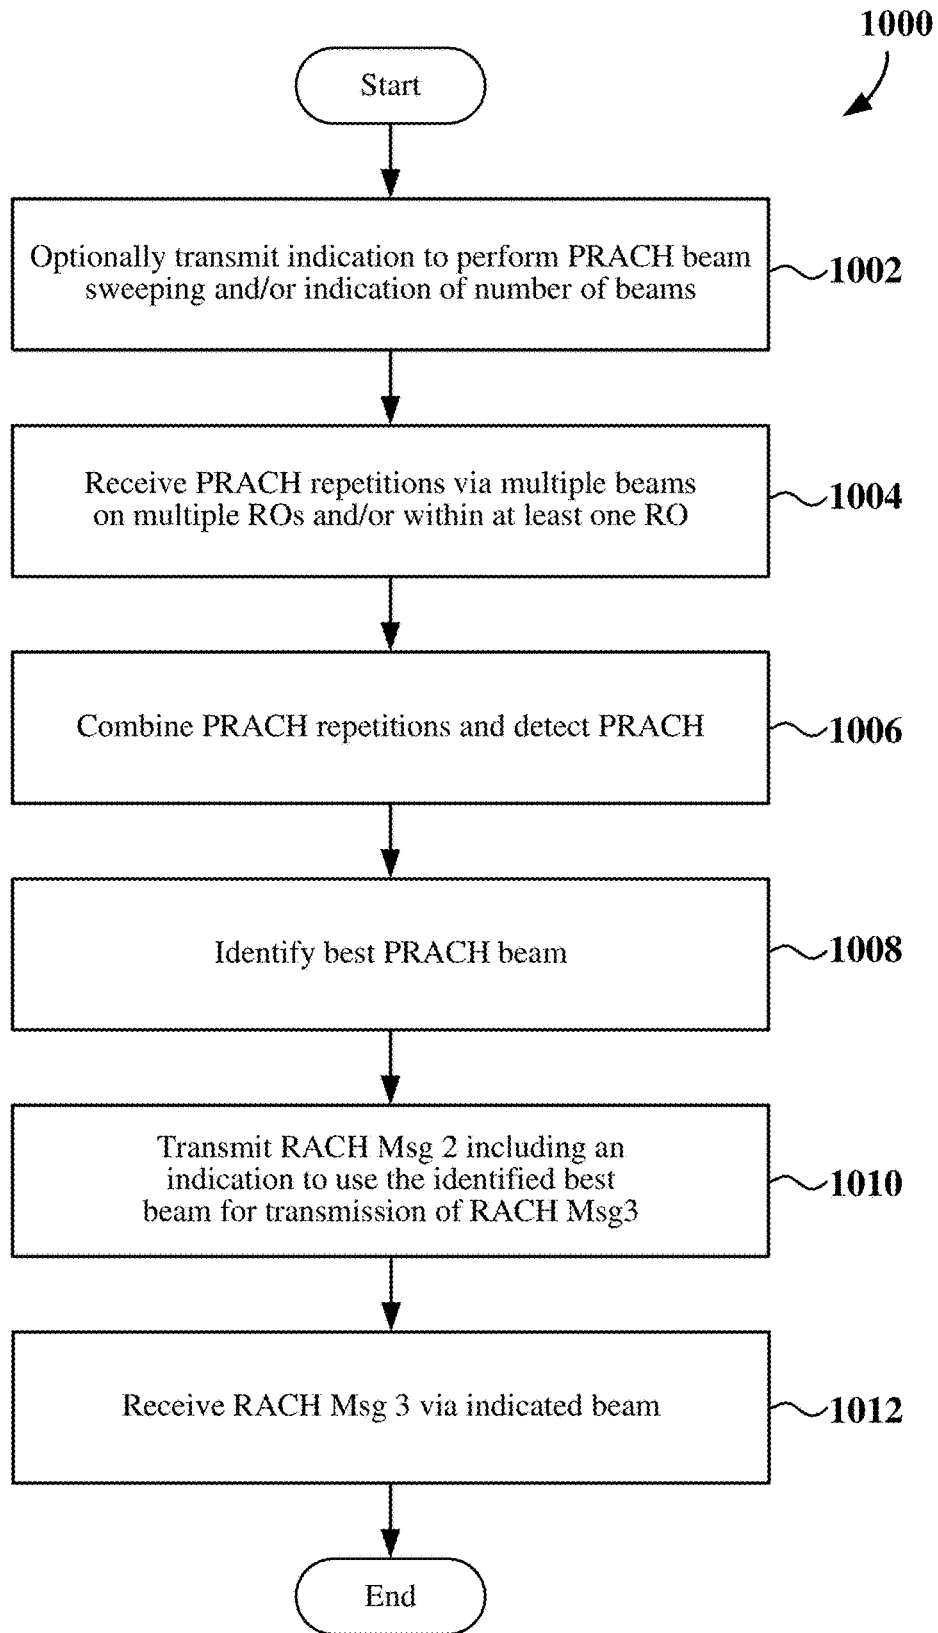 1000
Start
Optionally transmit indication to perform PRACH beam
sweeping and/or indication of number of beams
1002
Receive PRACH repetitions via multiple beams
on multiple ROs and/or within at least one RO
1004
Combine PRACH repetitions and detect PRACH
1006
Identify best PRACH beam
1008
Transmit RACH Msg 2 including an
indication to use the identified best
beam for transmission of RACH Msg3
1010
Receive RACH Msg 3 via indicated beam
1012
End